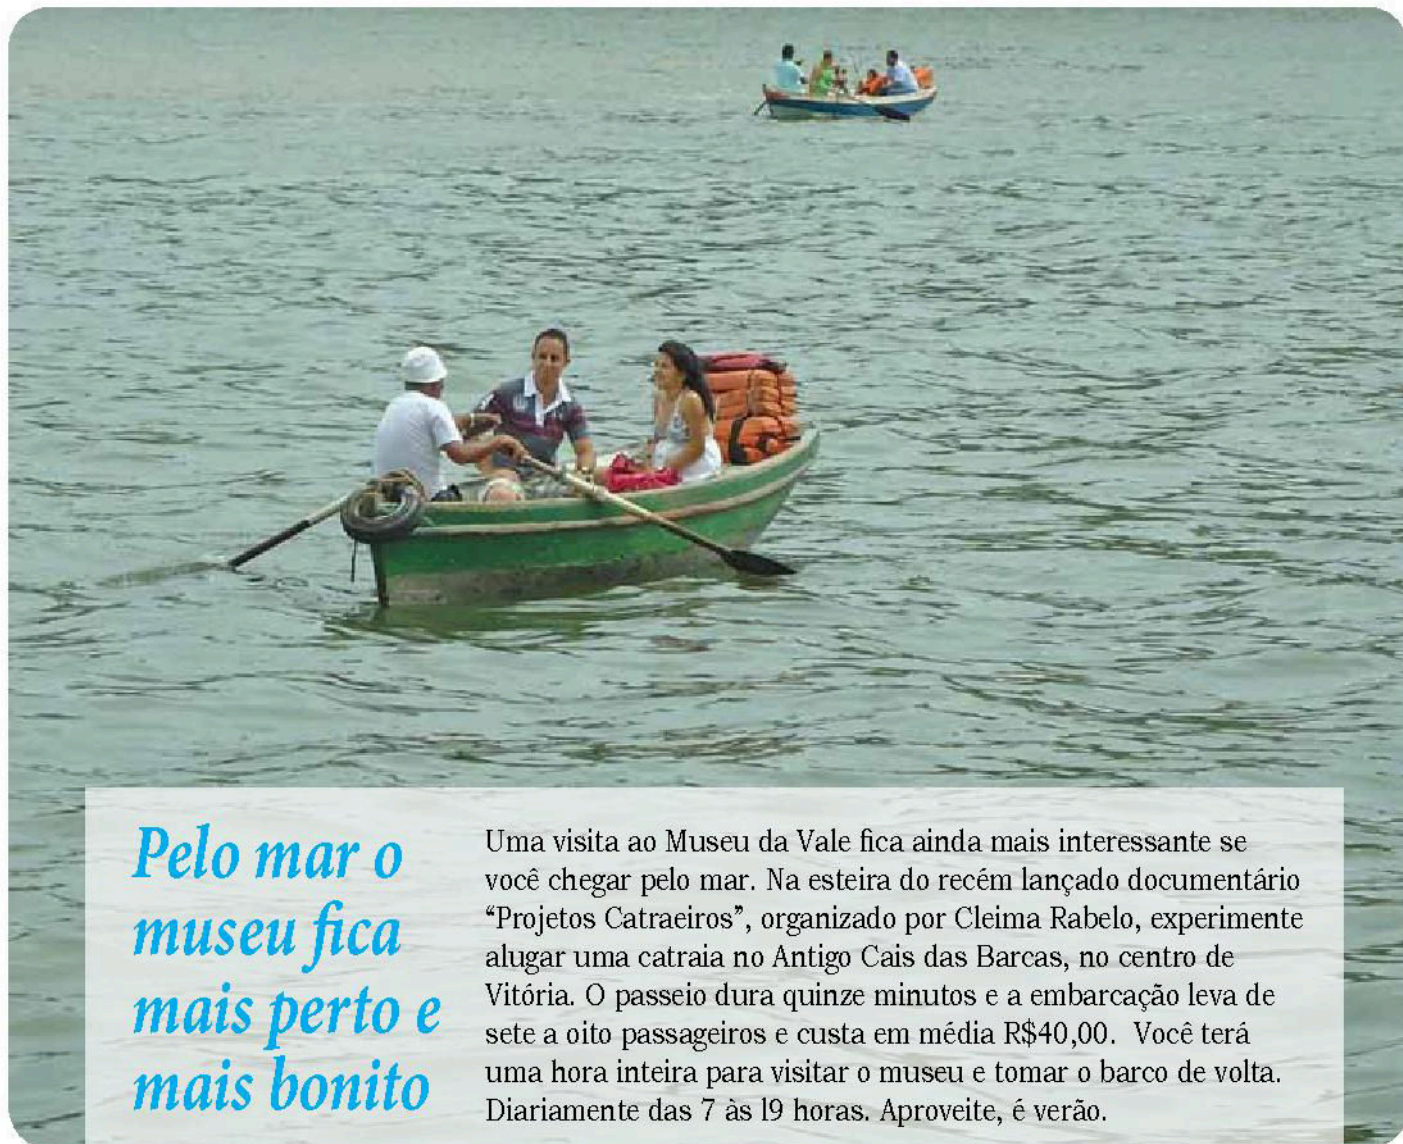 Pelo mar o
museu fica
mais perto e
mais bonito
Uma visita ao Museu da Vale fica ainda mais interessante se
você chegar pelo mar. Na esteira do recém lançado documentário
“Projetos Catraeiros”, organizado por Cleima Rabelo, experimente
alugar uma catraia no Antigo Cais das Barcas, no centro de
Vitória. O passeio dura quinze minutos e a embarcação leva de
sete a oito passageiros e custa em média R$40,00. Você terá
uma hora inteira para visitar o museu e tomar o barco de volta.
Diariamente das 7 às 19 horas. Aproveite, é verão.